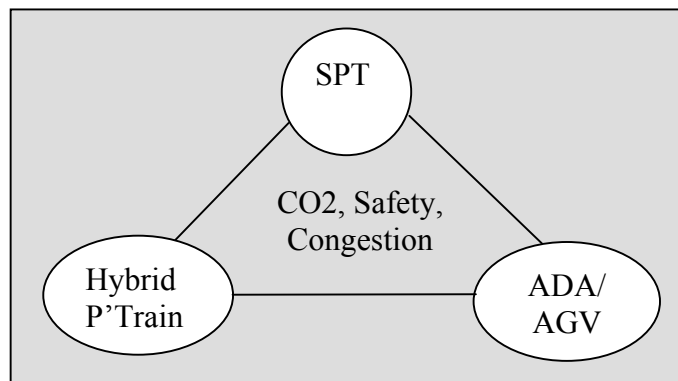 SPT
CO2, Safety,
Congestion
Hybrid
P’Train
ADA/
AGV